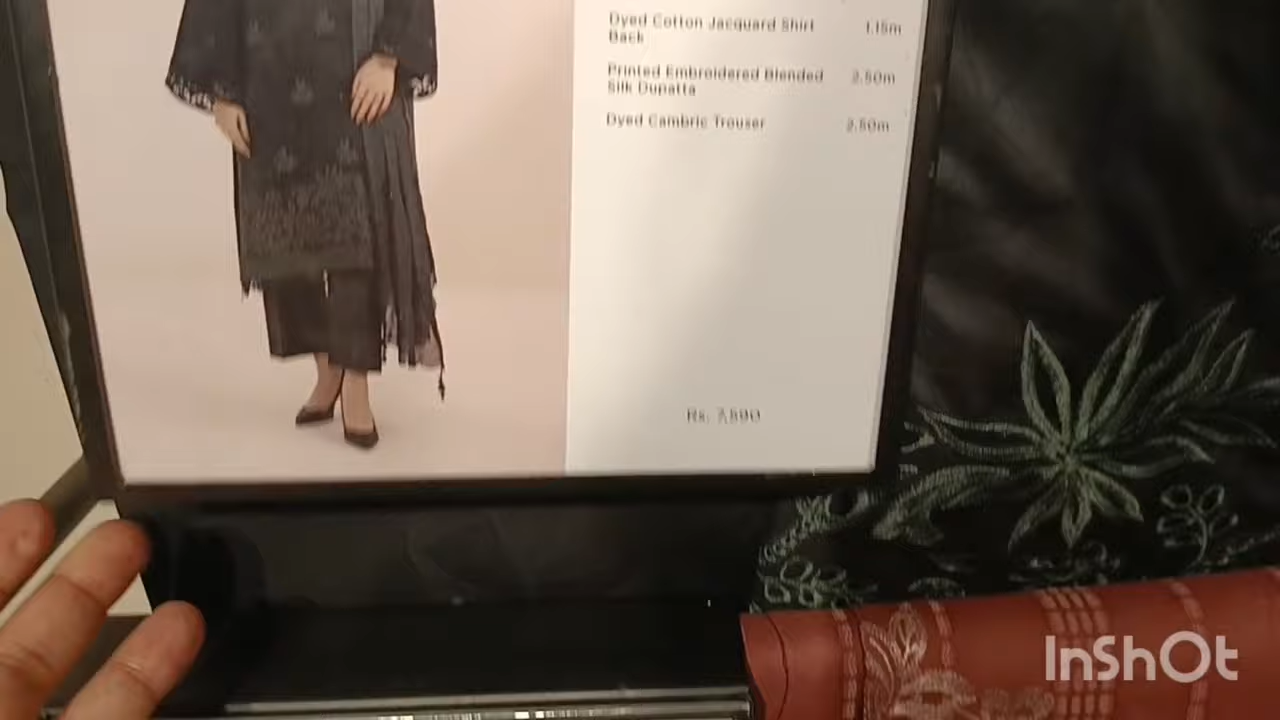 Dyed Cotton Jacquard Shirt 1.15m
Back
Printed Embroidered Blended 2.50m
Silk Dupatta
Dyed Cambric Trouser 2.50m
Rs. 7,590
InShOt